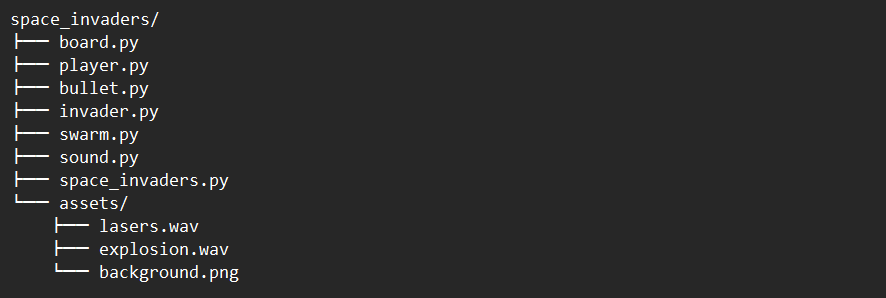 space_invaders/
├── board.py
├── player.py
├── bullet.py
├── invader.py
├── swarm.py
├── sound.py
├── space_invaders.py
└── assets/
    ├── lasers.wav
    ├── explosion.wav
    └── background.png